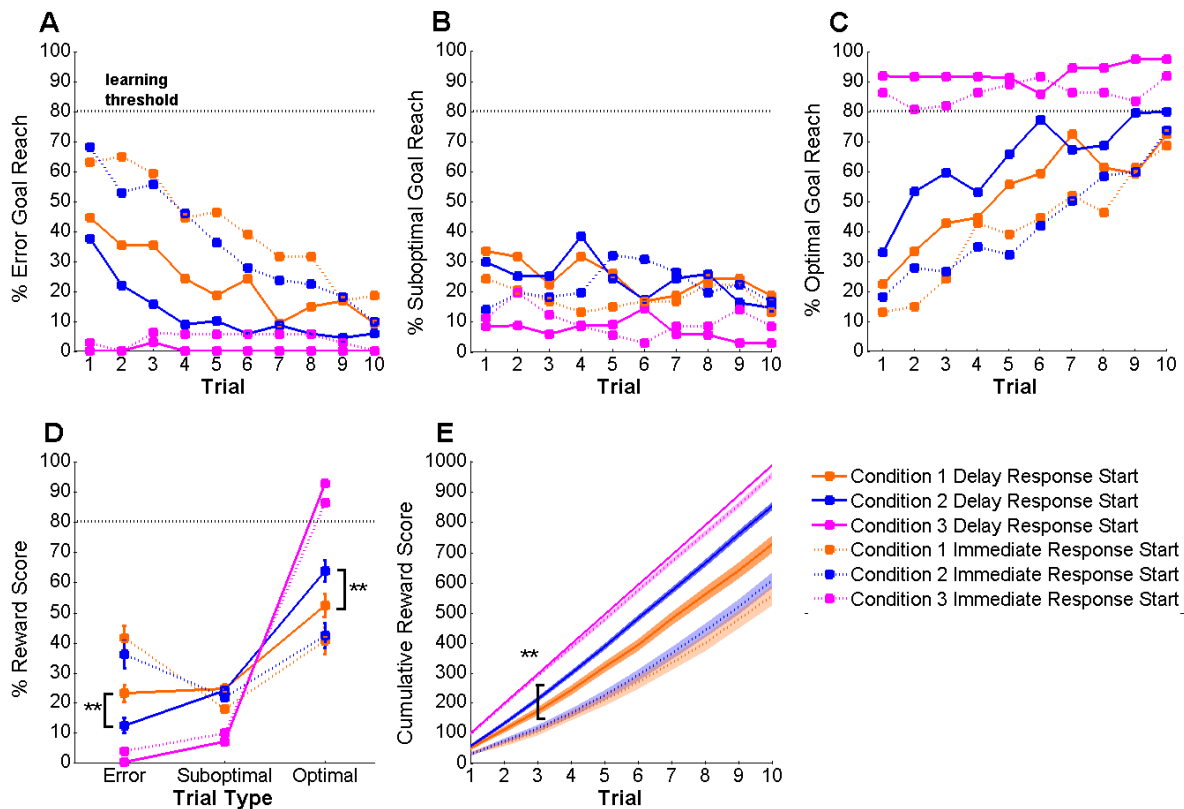 A
100
90
80
70
60
50
40
30
20
10
0
% Error Goal Reach
learning
threshold
1 2 3 4 5 6 7 8 9 10
Trial
B
100
90
80
70
60
50
40
30
20
10
0
% Suboptimal Goal Reach
1 2 3 4 5 6 7 8 9 10
Trial
C
100
90
80
70
60
50
40
30
20
10
0
% Optimal Goal Reach
1 2 3 4 5 6 7 8 9 10
Trial
D
100
90
80
70
60
50
40
30
20
10
0
% Reward Score
**
**
Error Suboptimal Optimal
Trial Type
E
1000
900
800
700
600
500
400
300
200
100
0
Cumulative Reward Score
**
1 2 3 4 5 6 7 8 9 10
Trial
Condition 1 Delay Response Start
Condition 2 Delay Response Start
Condition 3 Delay Response Start
Condition 1 Immediate Response Start
Condition 2 Immediate Response Start
Condition 3 Immediate Response Start